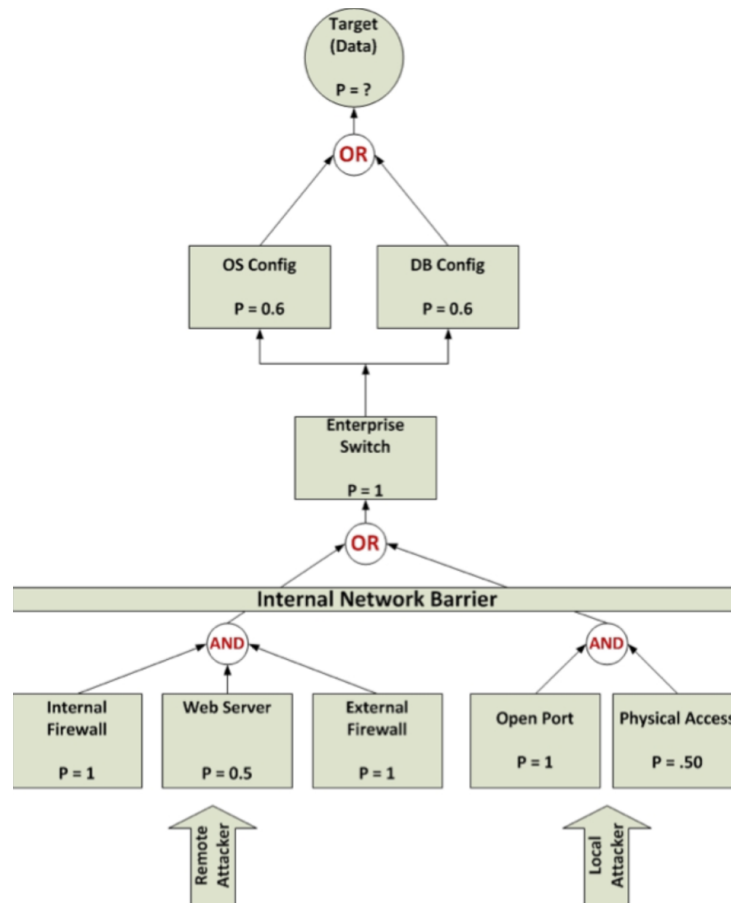 Target
(Data)
P = ?
OR
OS Config
P = 0.6
DB Config
P = 0.6
Enterprise
Switch
P = 1
OR
Internal Network Barrier
AND
AND
Internal
Firewall
P = 1
Web Server
P = 0.5
External
Firewall
P = 1
Open Port
P = 1
Physical Access
P = .50
Remote
Attacker
Local
Attacker